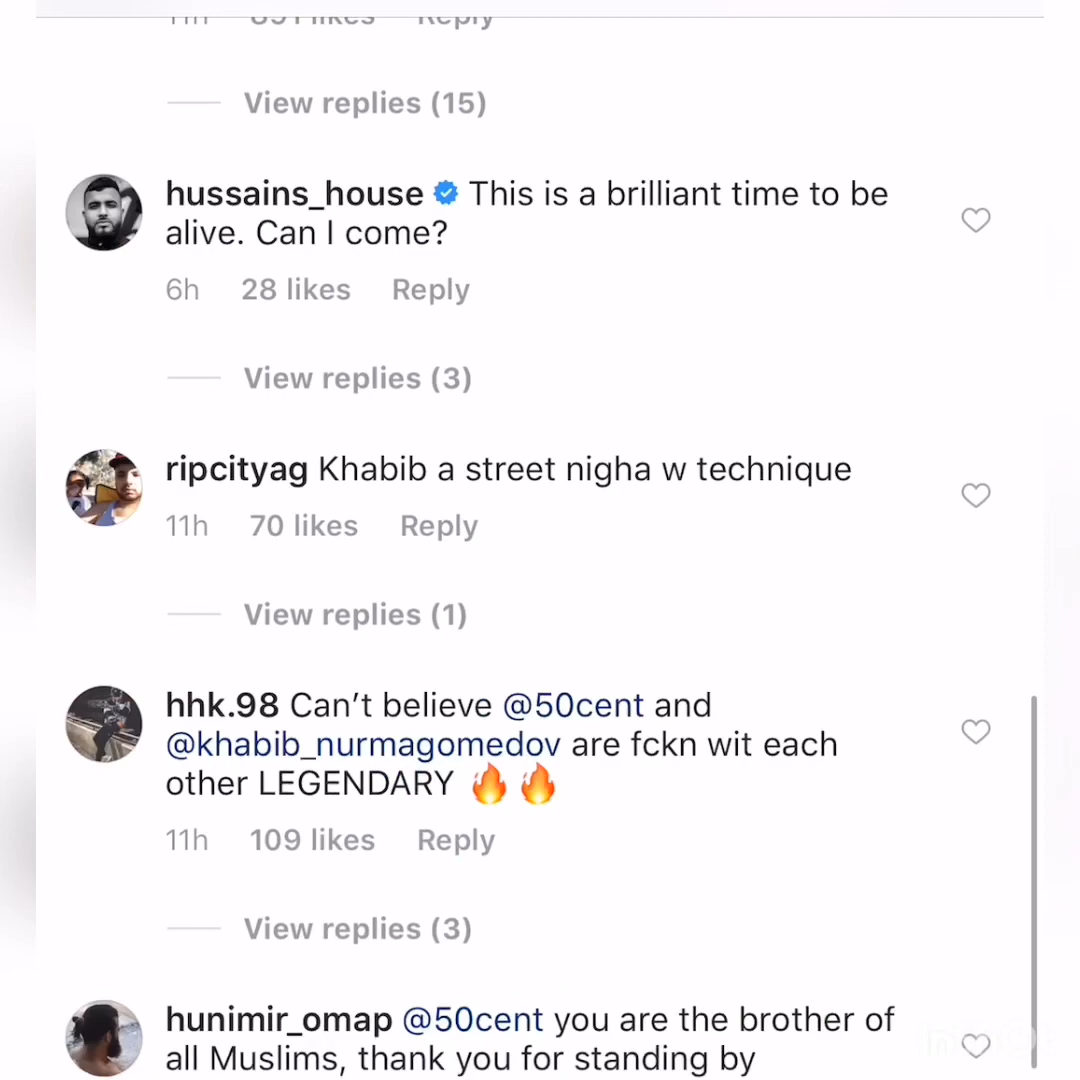 Reply
View replies (15)
hussains_house This is a brilliant time to be
alive. Can I come?
6h 28 likes Reply
View replies (3)
ripcityag Khabib a street nigha w technique
11h 70 likes Reply
View replies (1)
hhk.98 Can’t believe @50cent and
@khabib_nurmagomedov are fckn wit each
other LEGENDARY 🔥🔥
11h 109 likes Reply
View replies (3)
hunimir_omap @50cent you are the brother of
all Muslims, thank you for standing by